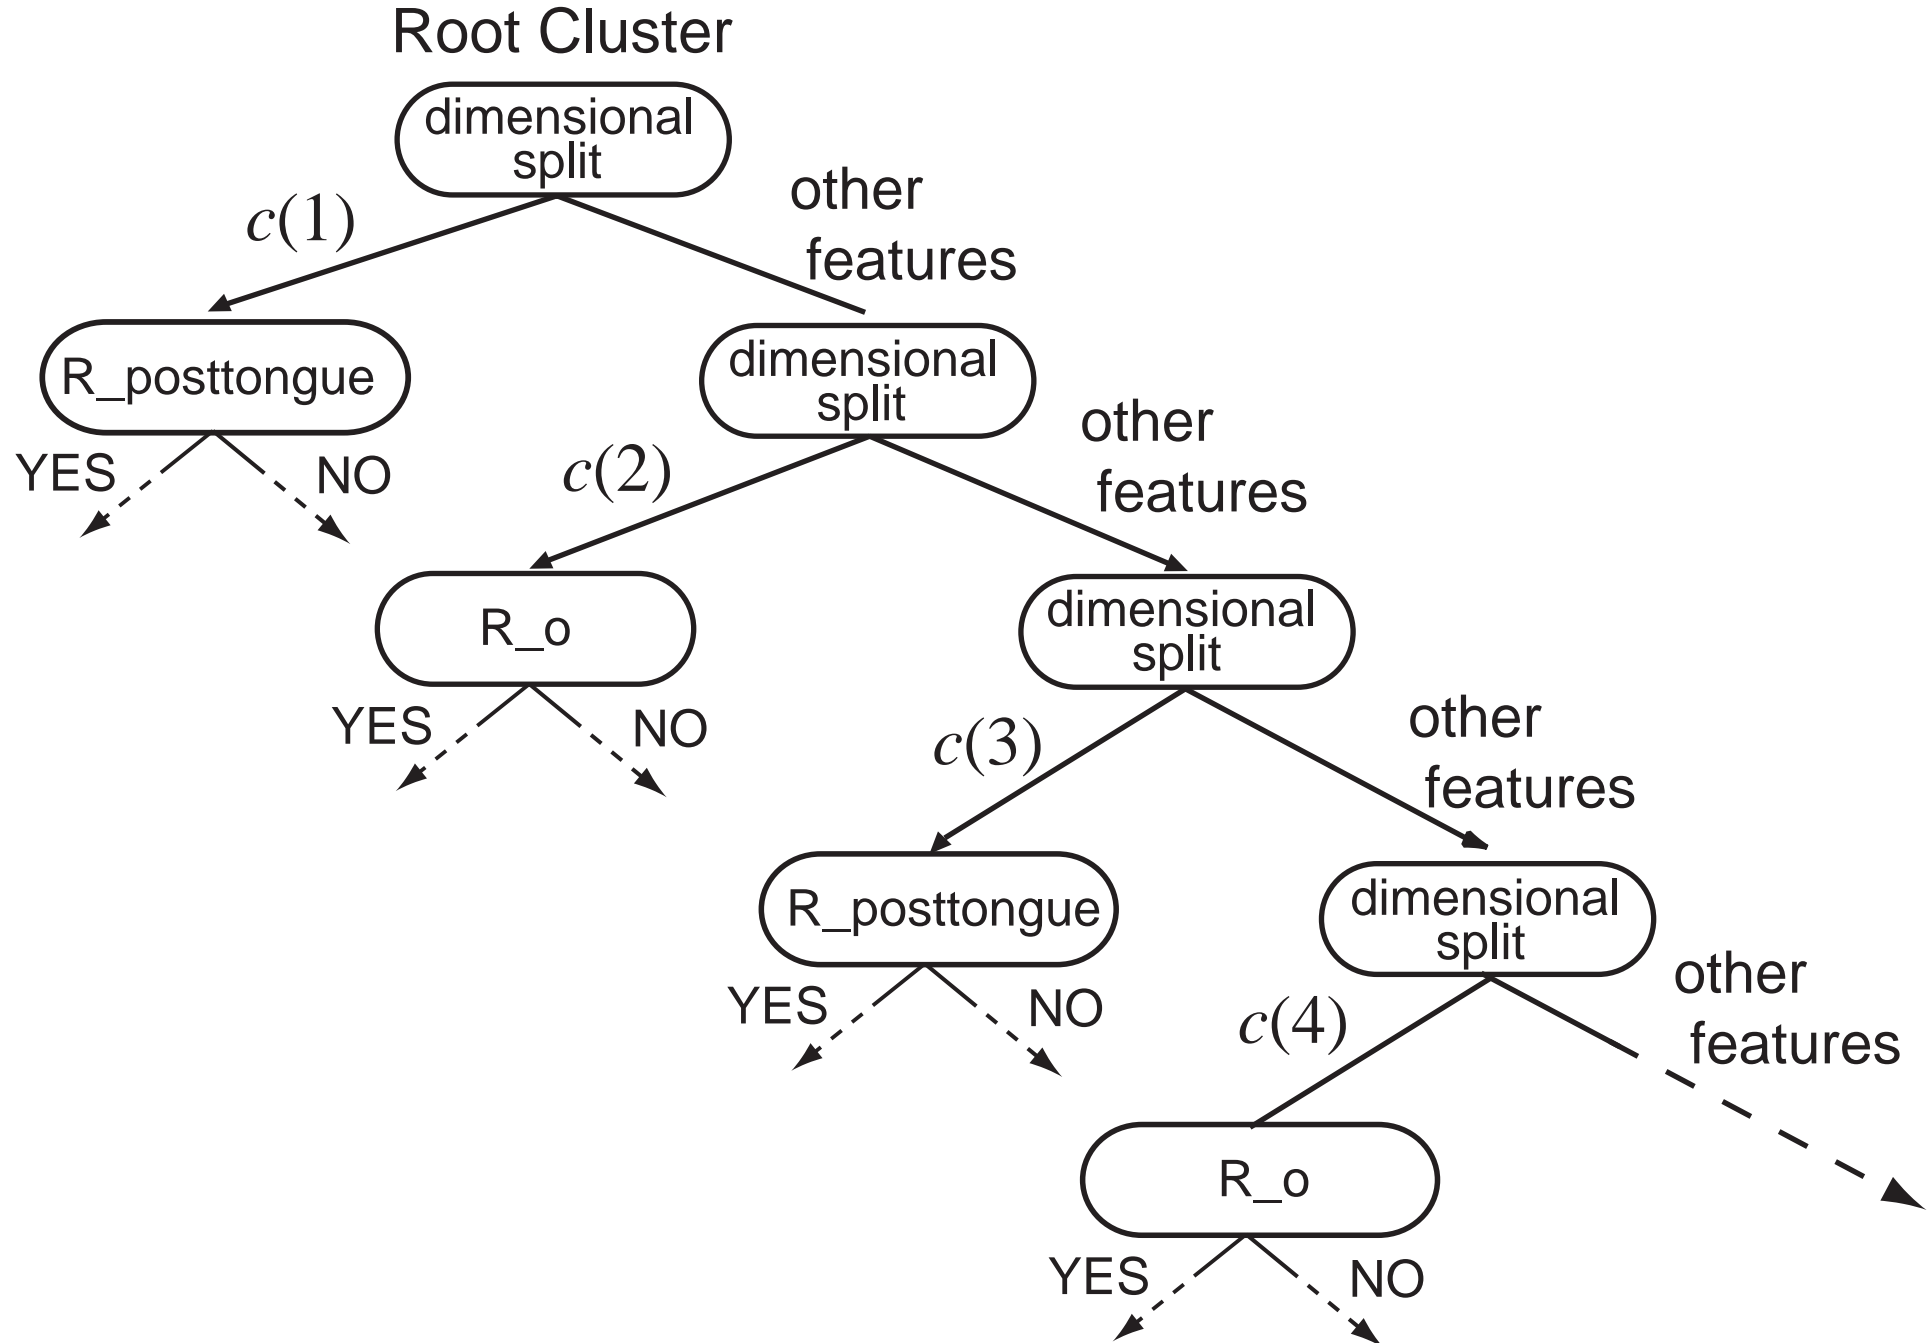 Root Cluster
dimensional
split
c(1)
other
features
R_posttongue
YES
NO
dimensional
split
c(2)
other
features
R_o
YES
NO
dimensional
split
c(3)
other
features
R_posttongue
YES
NO
dimensional
split
c(4)
other
features
R_o
YES
NO